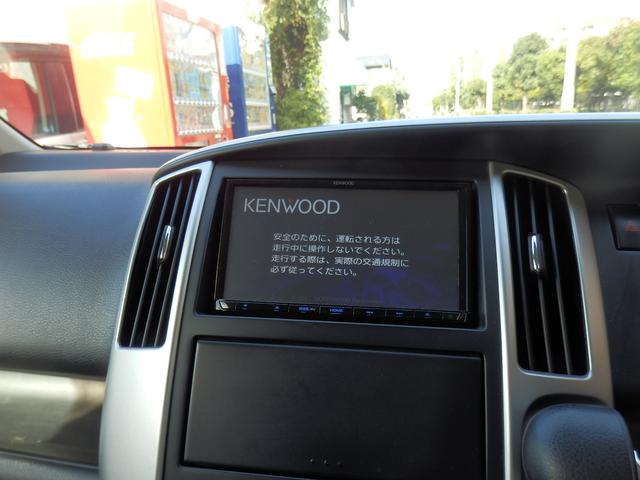 KENWOOD
KENWOOD
安全のために、運転される方は
走行中に操作しないでください。
走行する際は、実際の交通規制に
必ず従ってください。
HOME